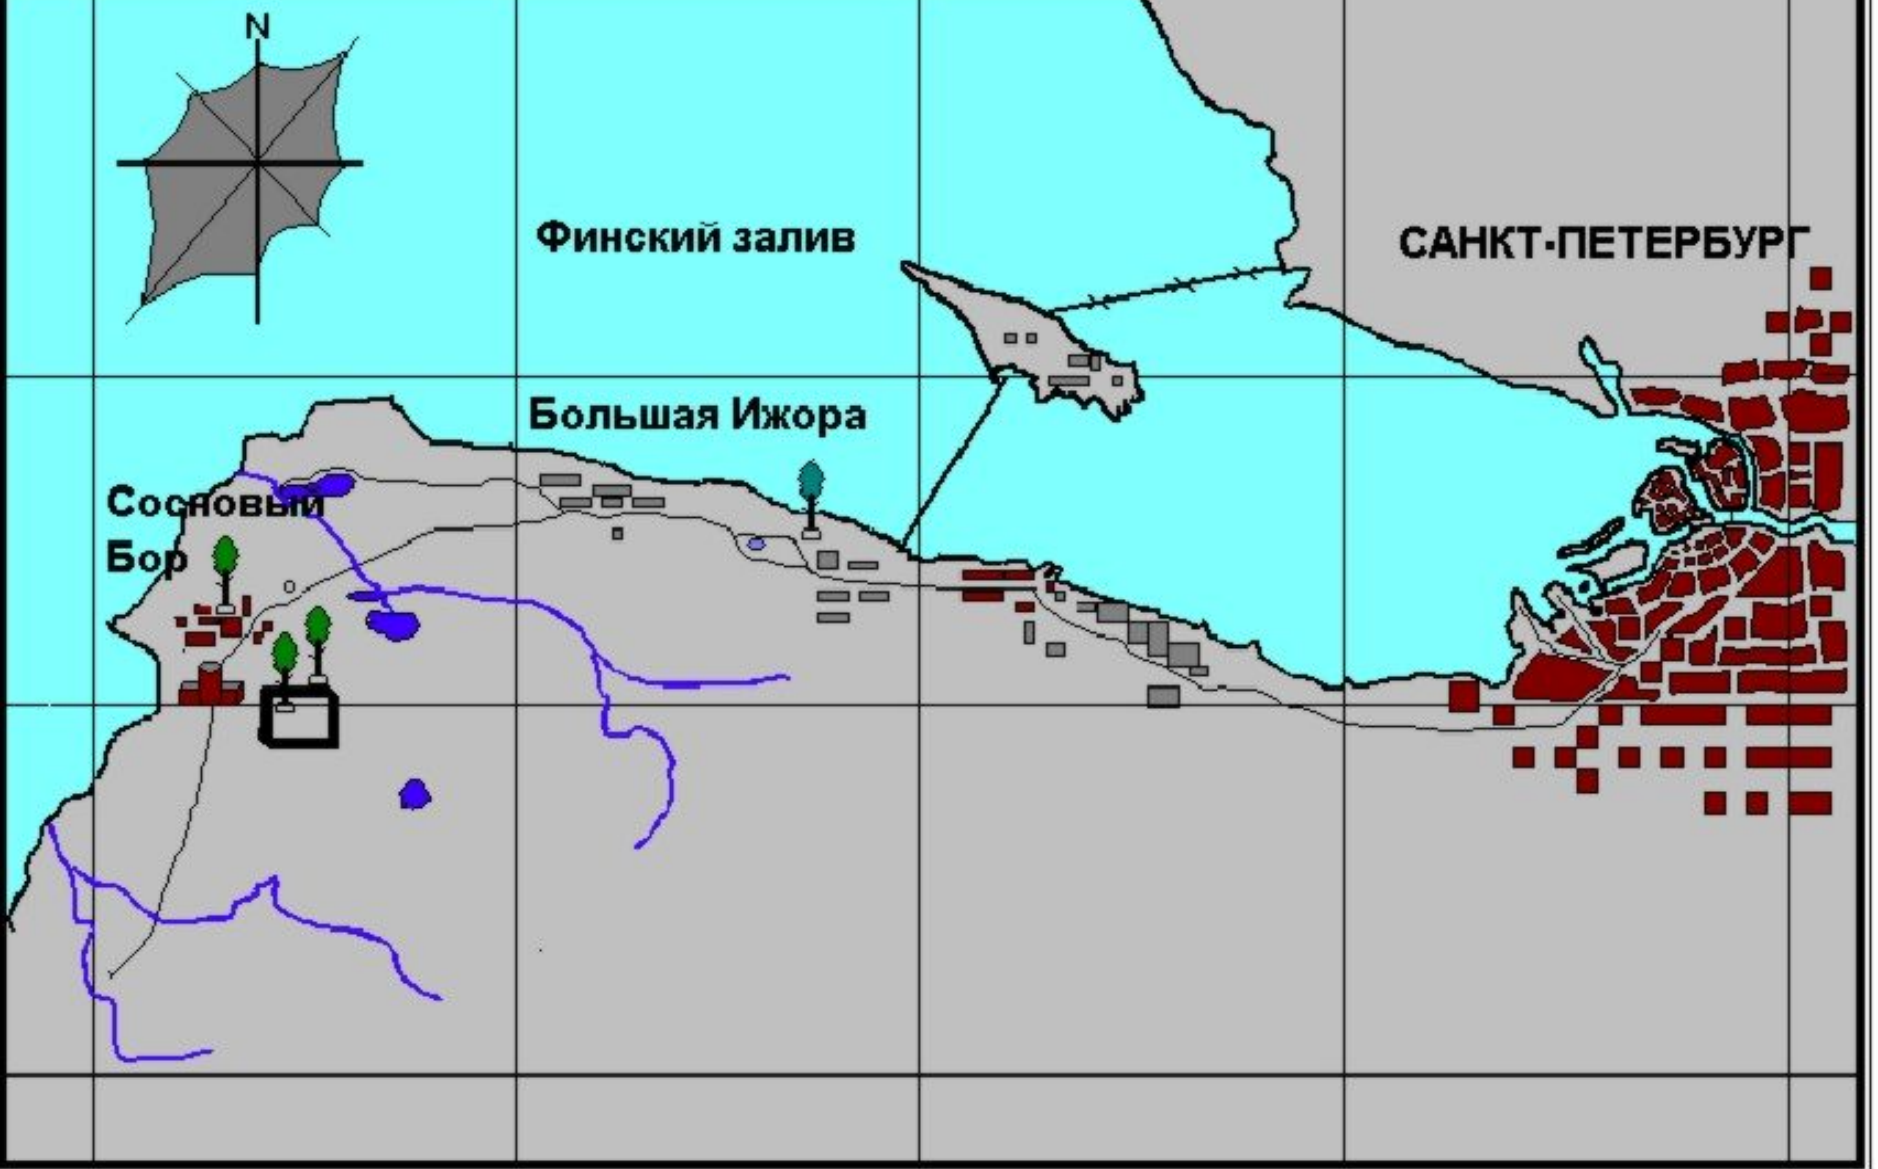 N
Финский залив
САНКТ-ПЕТЕРБУРГ
Большая Ижора
Сосновый
Бор